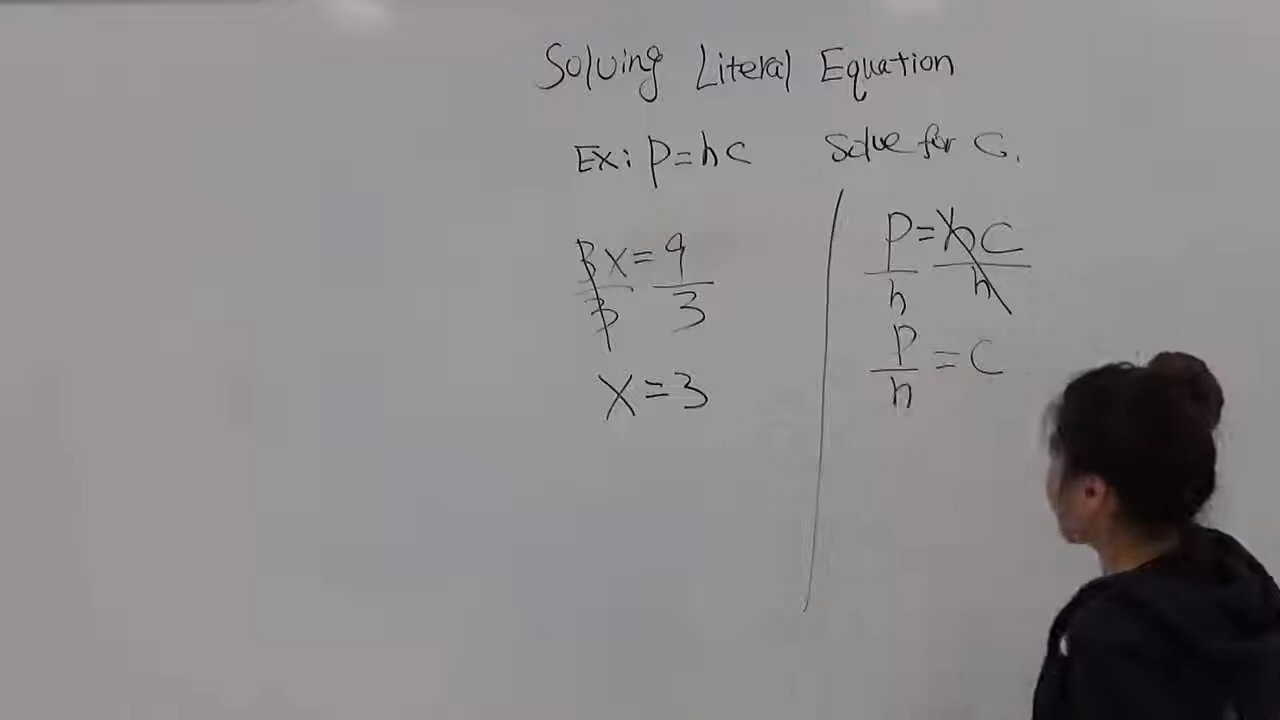 Solving Literal Equation
Ex: P=hC Solve for C.
3x=9
3 3
x=3
P=hC
h h
P
h =C